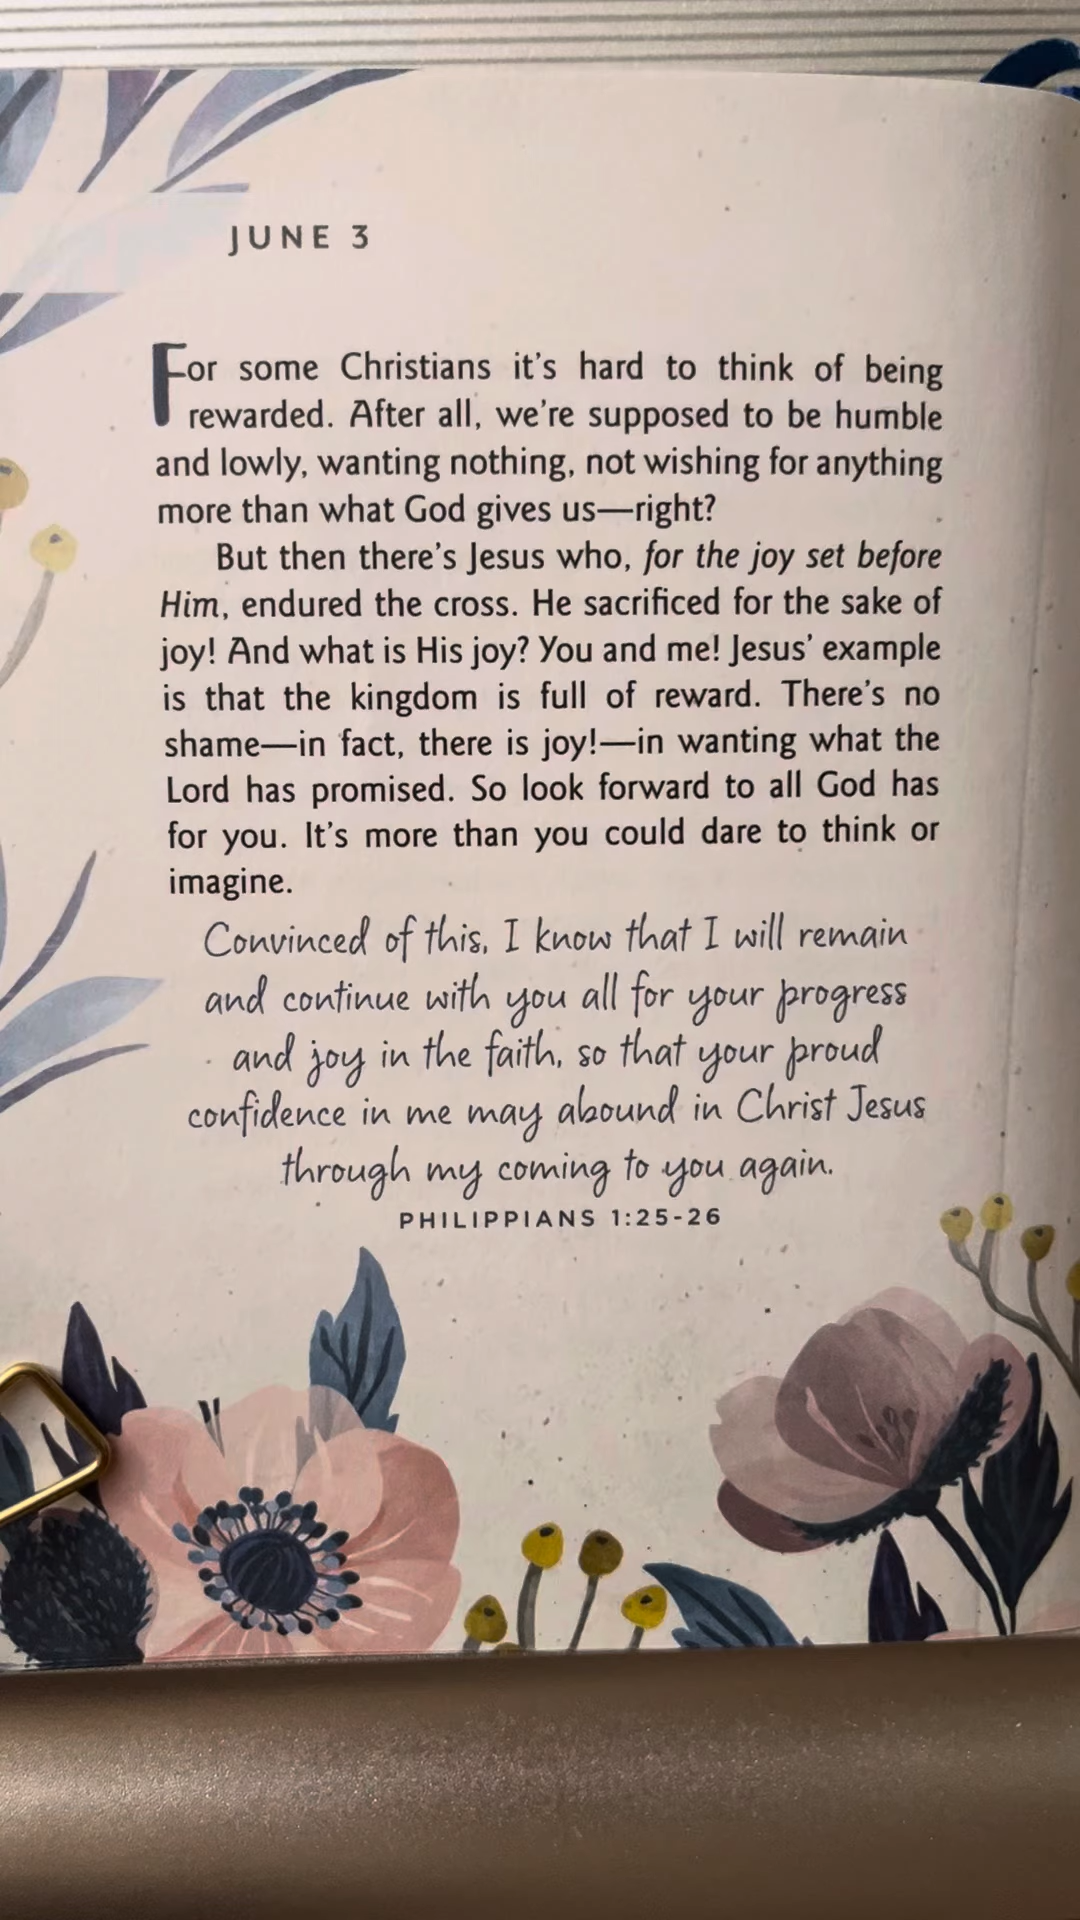 JUNE 3
For some Christians it's hard to think of being
rewarded. After all, we're supposed to be humble
and lowly, wanting nothing, not wishing for anything
more than what God gives us—right?
But then there's Jesus who, for the joy set before
Him, endured the cross. He sacrificed for the sake of
joy! And what is His joy? You and me! Jesus' example
is that the kingdom is full of reward. There's no
shame—in fact, there is joy!—in wanting what the
Lord has promised. So look forward to all God has
for you. It's more than you could dare to think or
imagine.
Convinced of this, I know that I will remain
and continue with you all for your progress
and joy in the faith, so that your proud
confidence in me may abound in Christ Jesus
through my coming to you again.
PHILIPPIANS 1:25-26